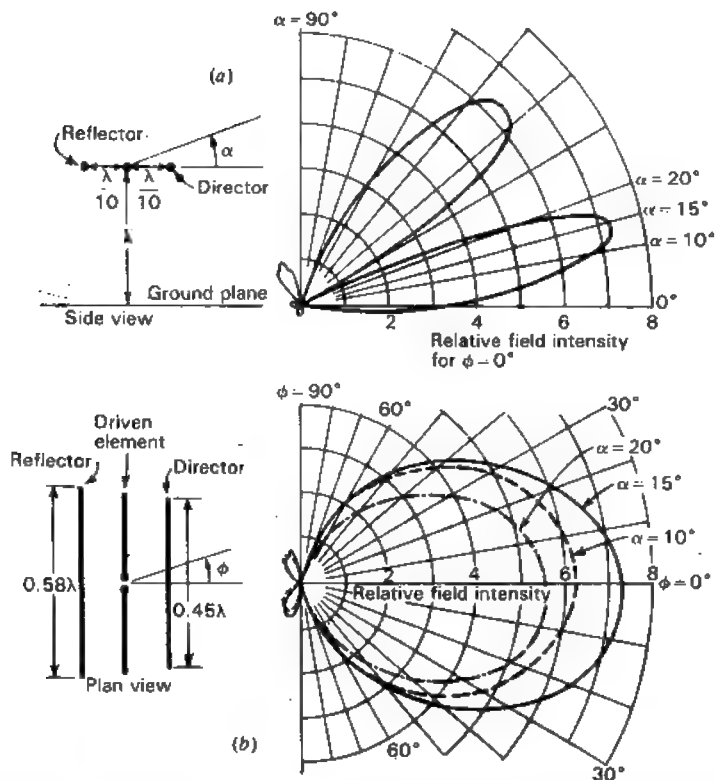 α = 90°
(a)
Reflector
α
λ/10
λ/10
Director
λ
Ground plane
Side view
α = 20°
α = 15°
α = 10°
0°
2
4
6
8
Relative field intensity
for ϕ = 0°
ϕ = 90°
60°
30°
Driven
element
Reflector
Director
α = 20°
α = 15°
α = 10°
ϕ
0.58λ
0.45λ
2
4
6
8
ϕ = 0°
Relative field intensity
Plan view
(b)
60°
30°